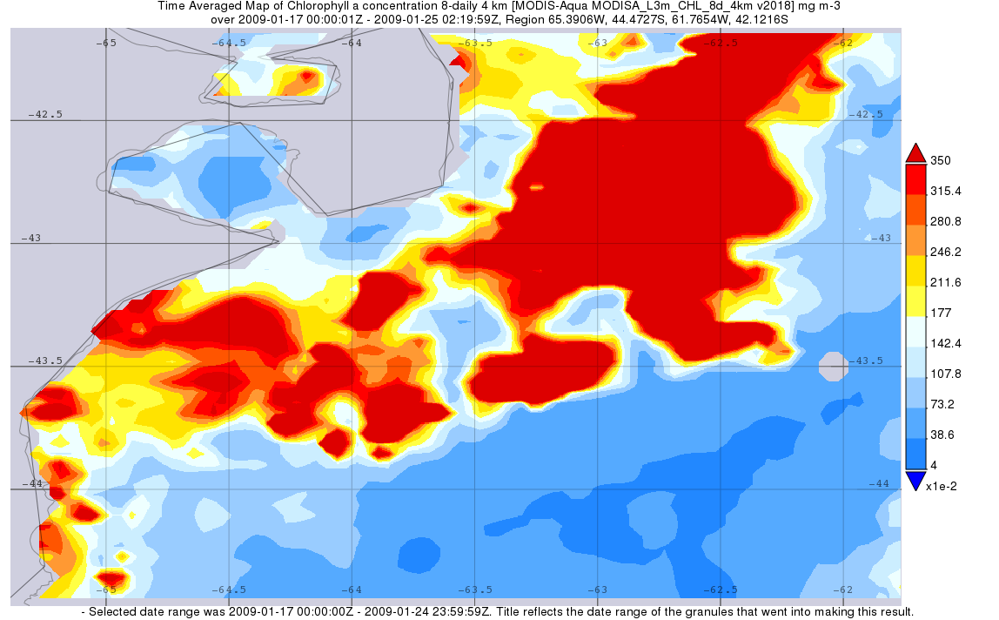 Time Averaged Map of Chlorophyll a concentration 8-daily 4 km [MODIS-Aqua MODISA_L3m_CHL_8d_4km v2018] mg m-3
over 2009-01-17 00:00:01Z - 2009-01-25 02:19:59Z, Region 65.3906W, 44.4727S, 61.7654W, 42.1216S
-65 -64.5 -64 -63.5 -63 -62.5 -62
-42.5 -42.5
350
315.4
280.8
-43 -43
246.2
211.6
177
142.4
-43.5 -43.5
107.8
73.2
38.6
4
-44 -44
x1e-2
-65 -64.5 -64 -63.5 -63 -62.5 -62
- Selected date range was 2009-01-17 00:00:00Z - 2009-01-24 23:59:59Z. Title reflects the date range of the granules that went into making this result.